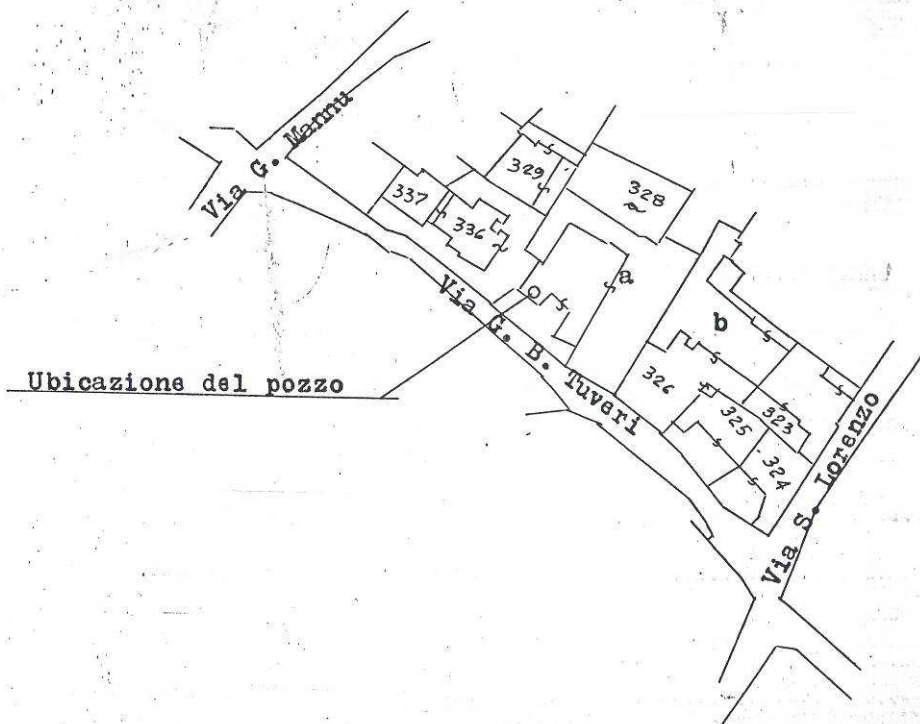 Via G. Mannu
329
328
337
336
a
b
Via G. B. Tuveri
Ubicazione del pozzo
326
325
323
324
Via S. Lorenzo